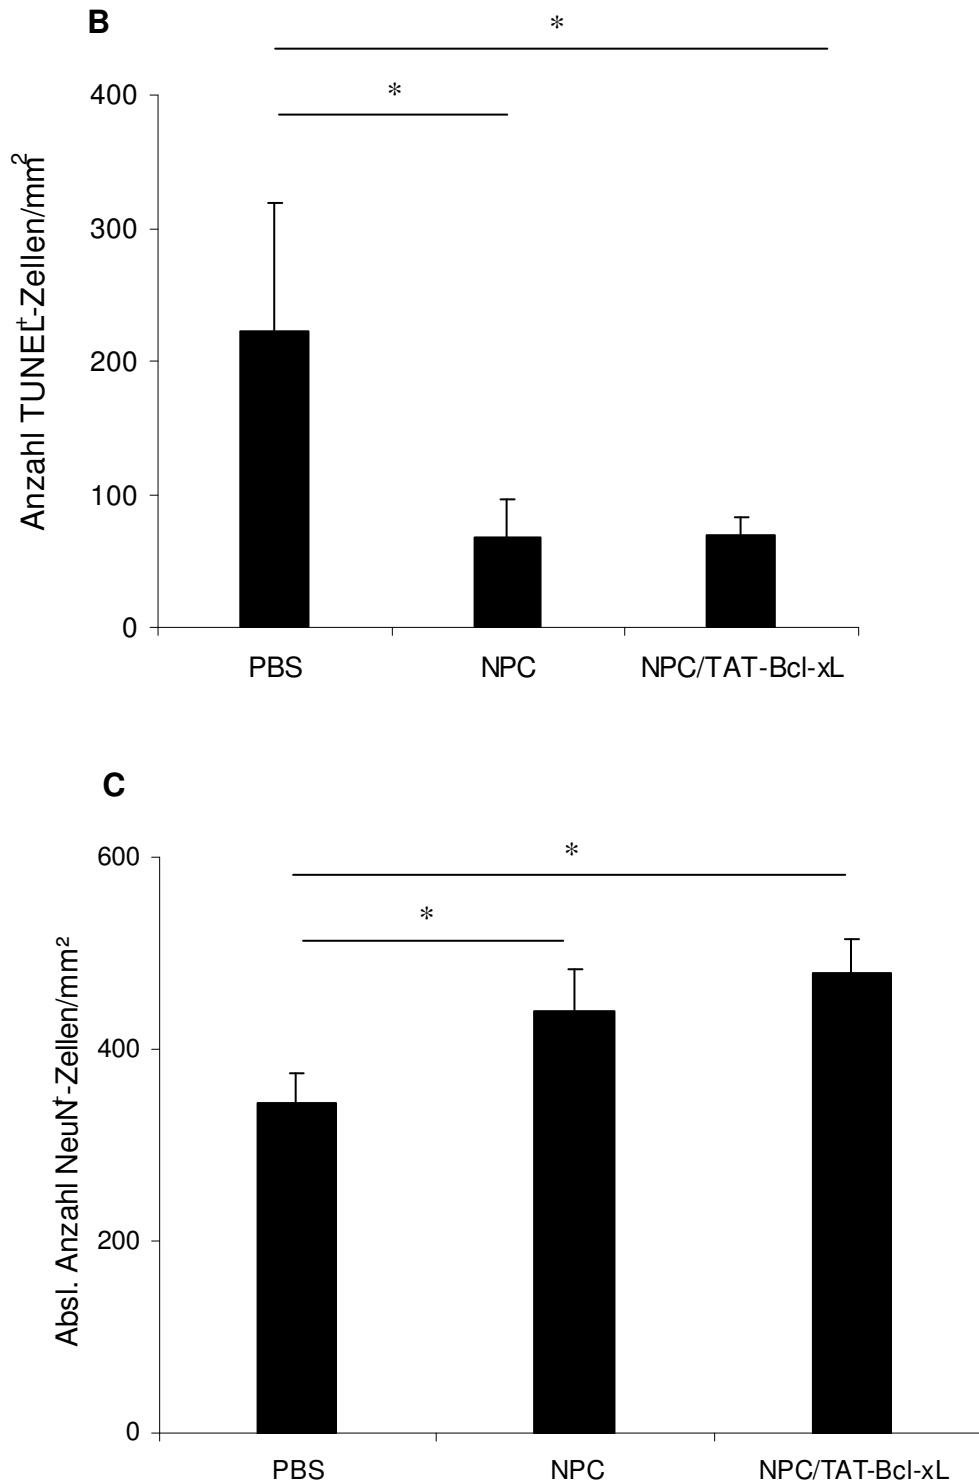 B
*
*
400
300
200
100
0
Anzahl TUNEL⁺-Zellen/mm²
PBS NPC NPC/TAT-Bcl-xL
C
600
*
*
400
200
0
Absl. Anzahl NeuN⁺-Zellen/mm²
PBS NPC NPC/TAT-Bcl-xL